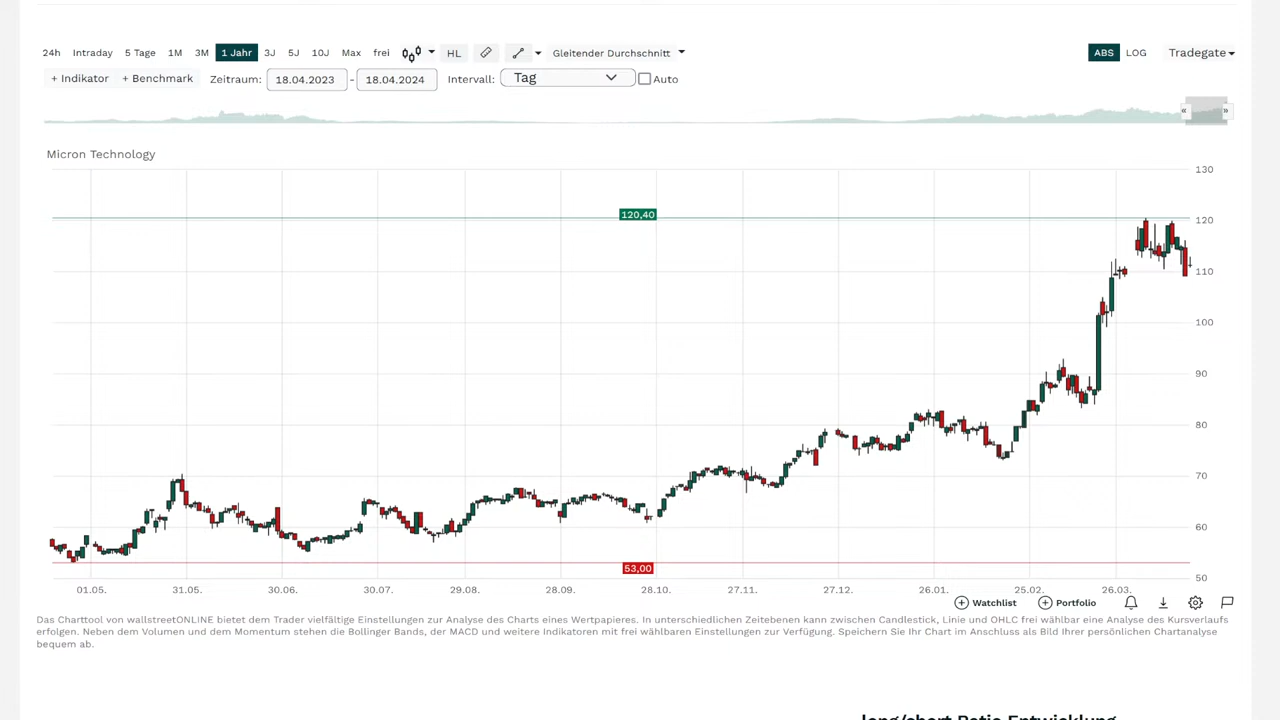 24h Intraday 5 Tage 1M 3M 1 Jahr 3J 5J 10J Max frei HL Gleitender Durchschnitt ABS LOG Tradegate
+ Indikator + Benchmark Zeitraum: 18.04.2023 - 18.04.2024 Intervall: Tag Auto
« »
Micron Technology
130
120,40
120
110
100
90
80
70
60
53,00
50
01.05. 31.05. 30.06. 30.07. 29.08. 28.09. 28.10. 27.11. 27.12. 26.01. 25.02. 26.03.
Watchlist Portfolio
Das Charttool von wallstreetONLINE bietet dem Trader vielfältige Einstellungen zur Analyse des Charts eines Wertpapieres. In unterschiedlichen Zeitebenen kann zwischen Candlestick, Linie und OHLC frei wählbar eine Analyse des Kursverlaufs
erfolgen. Neben dem Volumen und dem Momentum stehen die Bollinger Bands, der MACD und weitere Indikatoren mit frei wählbaren Einstellungen zur Verfügung. Speichern Sie Ihr Chart im Anschluss als Bild Ihrer persönlichen Chartanalyse
bequem ab.
long/short Ratio Entwicklung